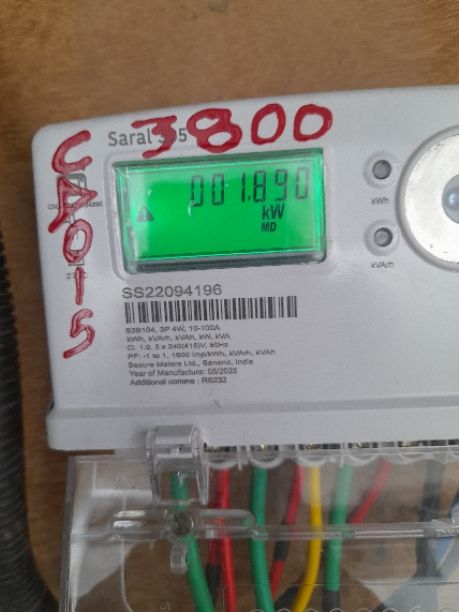 3800
Saral 305
CA015
001.890
kW
MD
kWh
kVArh
SS22094196
S3B104, 3P 4W, 10-100A
kWh, kVArh, kVAh, kW, kVA
Cl. 1.0, 3 x 240(415)V, 50Hz
PF: -1 to 1, 1600 imp/kWh, kVArh, kVAh
Secure Meters Ltd., Sanand, India
Year of Manufacture: 05/2025
Additional comms : RS232